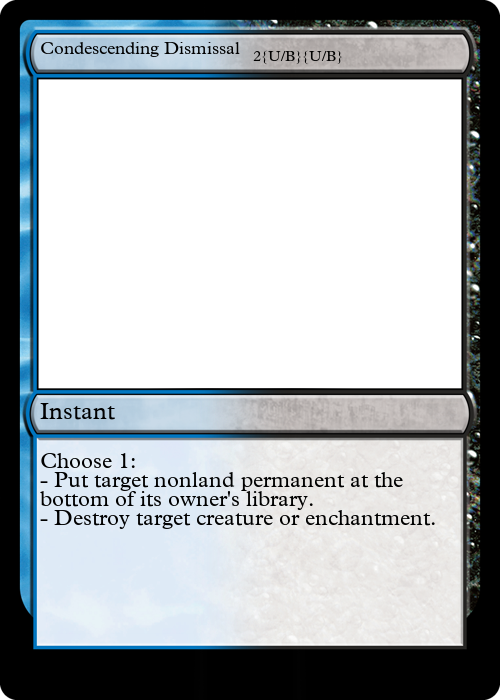 Condescending Dismissal 2{U/B}{U/B}
Instant
Choose 1:
- Put target nonland permanent at the
bottom of its owner's library.
- Destroy target creature or enchantment.